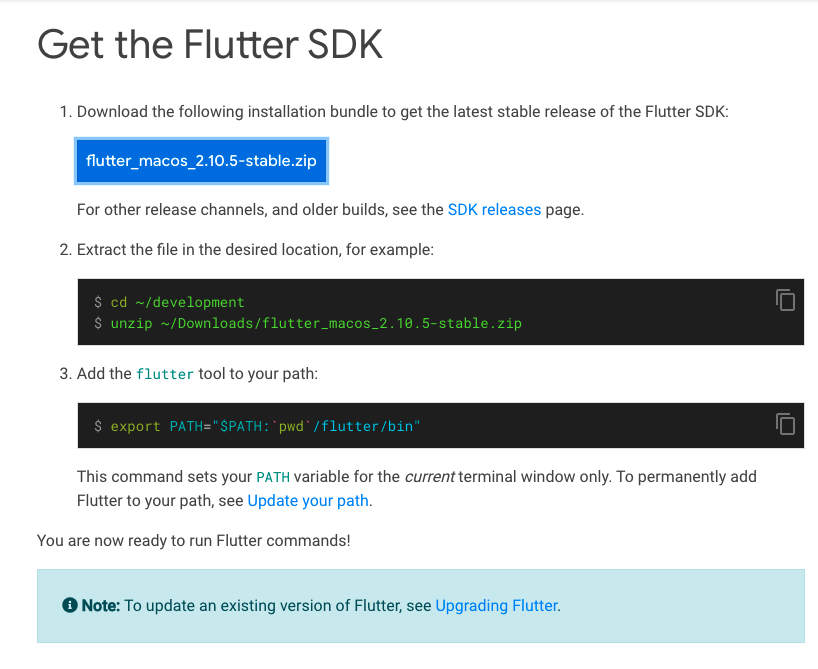 Get the Flutter SDK
1. Download the following installation bundle to get the latest stable release of the Flutter SDK:
flutter_macos_2.10.5-stable.zip
For other release channels, and older builds, see the SDK releases page.
2. Extract the file in the desired location, for example:
$ cd ~/development
$ unzip ~/Downloads/flutter_macos_2.10.5-stable.zip
3. Add the flutter tool to your path:
$ export PATH="$PATH:`pwd`/flutter/bin"
This command sets your PATH variable for the current terminal window only. To permanently add
Flutter to your path, see Update your path.
You are now ready to run Flutter commands!
Note: To update an existing version of Flutter, see Upgrading Flutter.